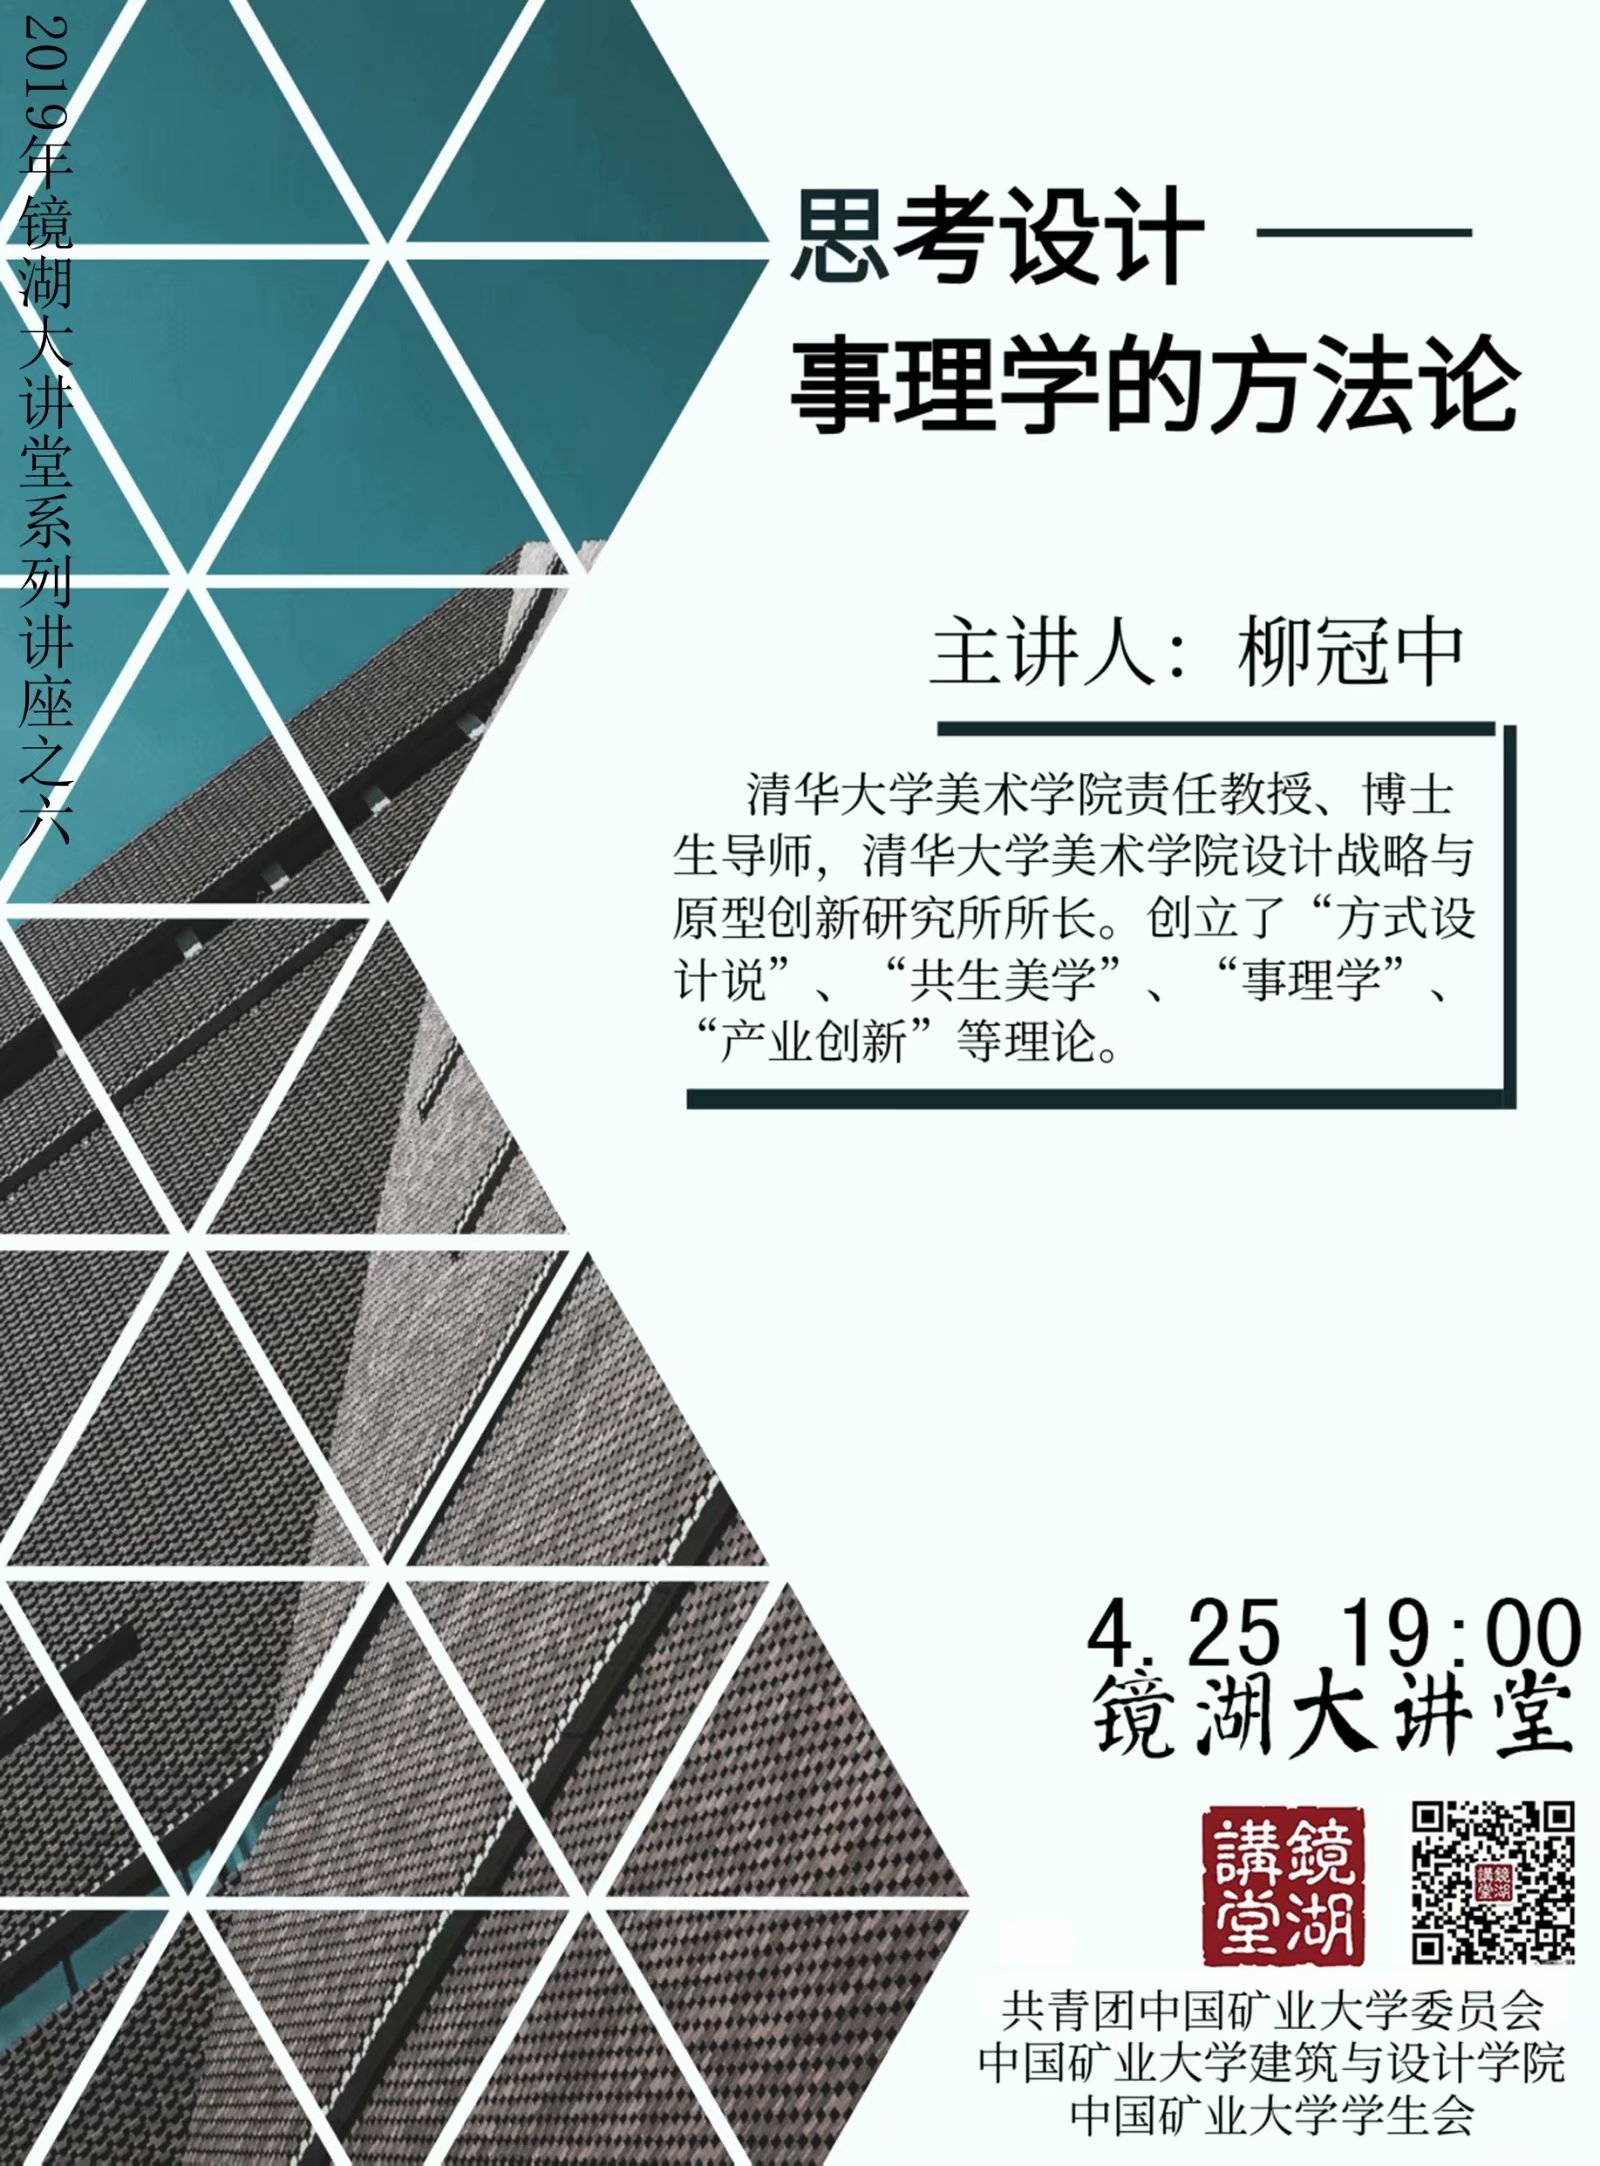 2019年镜湖大讲堂系列讲座之六
思考设计——
事理学的方法论
主讲人：柳冠中
清华大学美术学院责任教授、博士
生导师，清华大学美术学院设计战略与
原型创新研究所所长。创立了“方式设
计说”、“共生美学”、“事理学”、
“产业创新”等理论。
4.25 19:00
镜湖大讲堂
鏡湖
講堂
鏡湖
講堂
共青团中国矿业大学委员会
中国矿业大学建筑与设计学院
中国矿业大学学生会